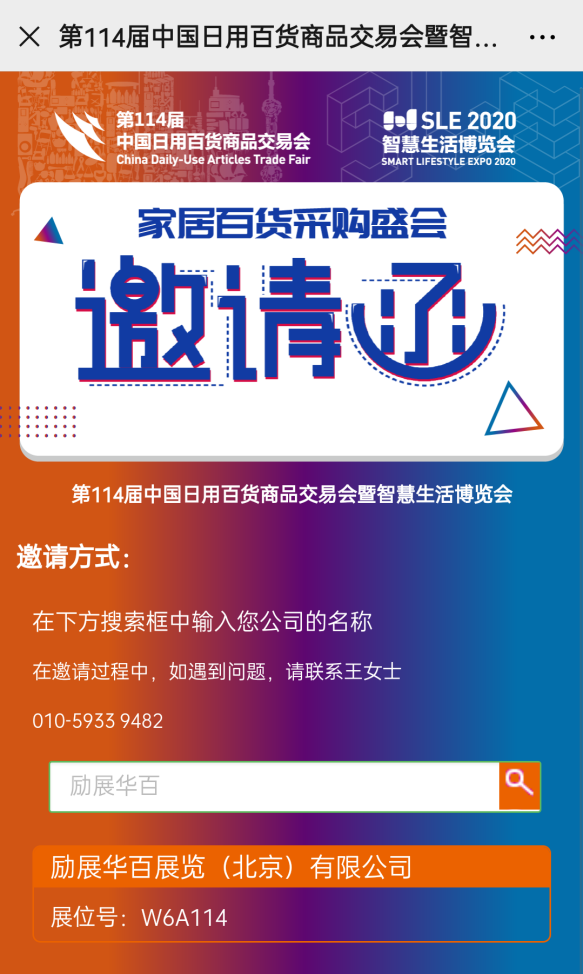 第114届中国日用百货商品交易会暨智...
第114届
中国日用百货商品交易会
China Daily-Use Articles Trade Fair
SLE 2020
智慧生活博览会
SMART LIFESTYLE EXPO 2020
家居百货采购盛会
邀请函
第114届中国日用百货商品交易会暨智慧生活博览会
邀请方式：
在下方搜索框中输入您公司的名称
在邀请过程中，如遇到问题，请联系王女士
010-5933 9482
励展华百
励展华百展览（北京）有限公司
展位号：W6A114